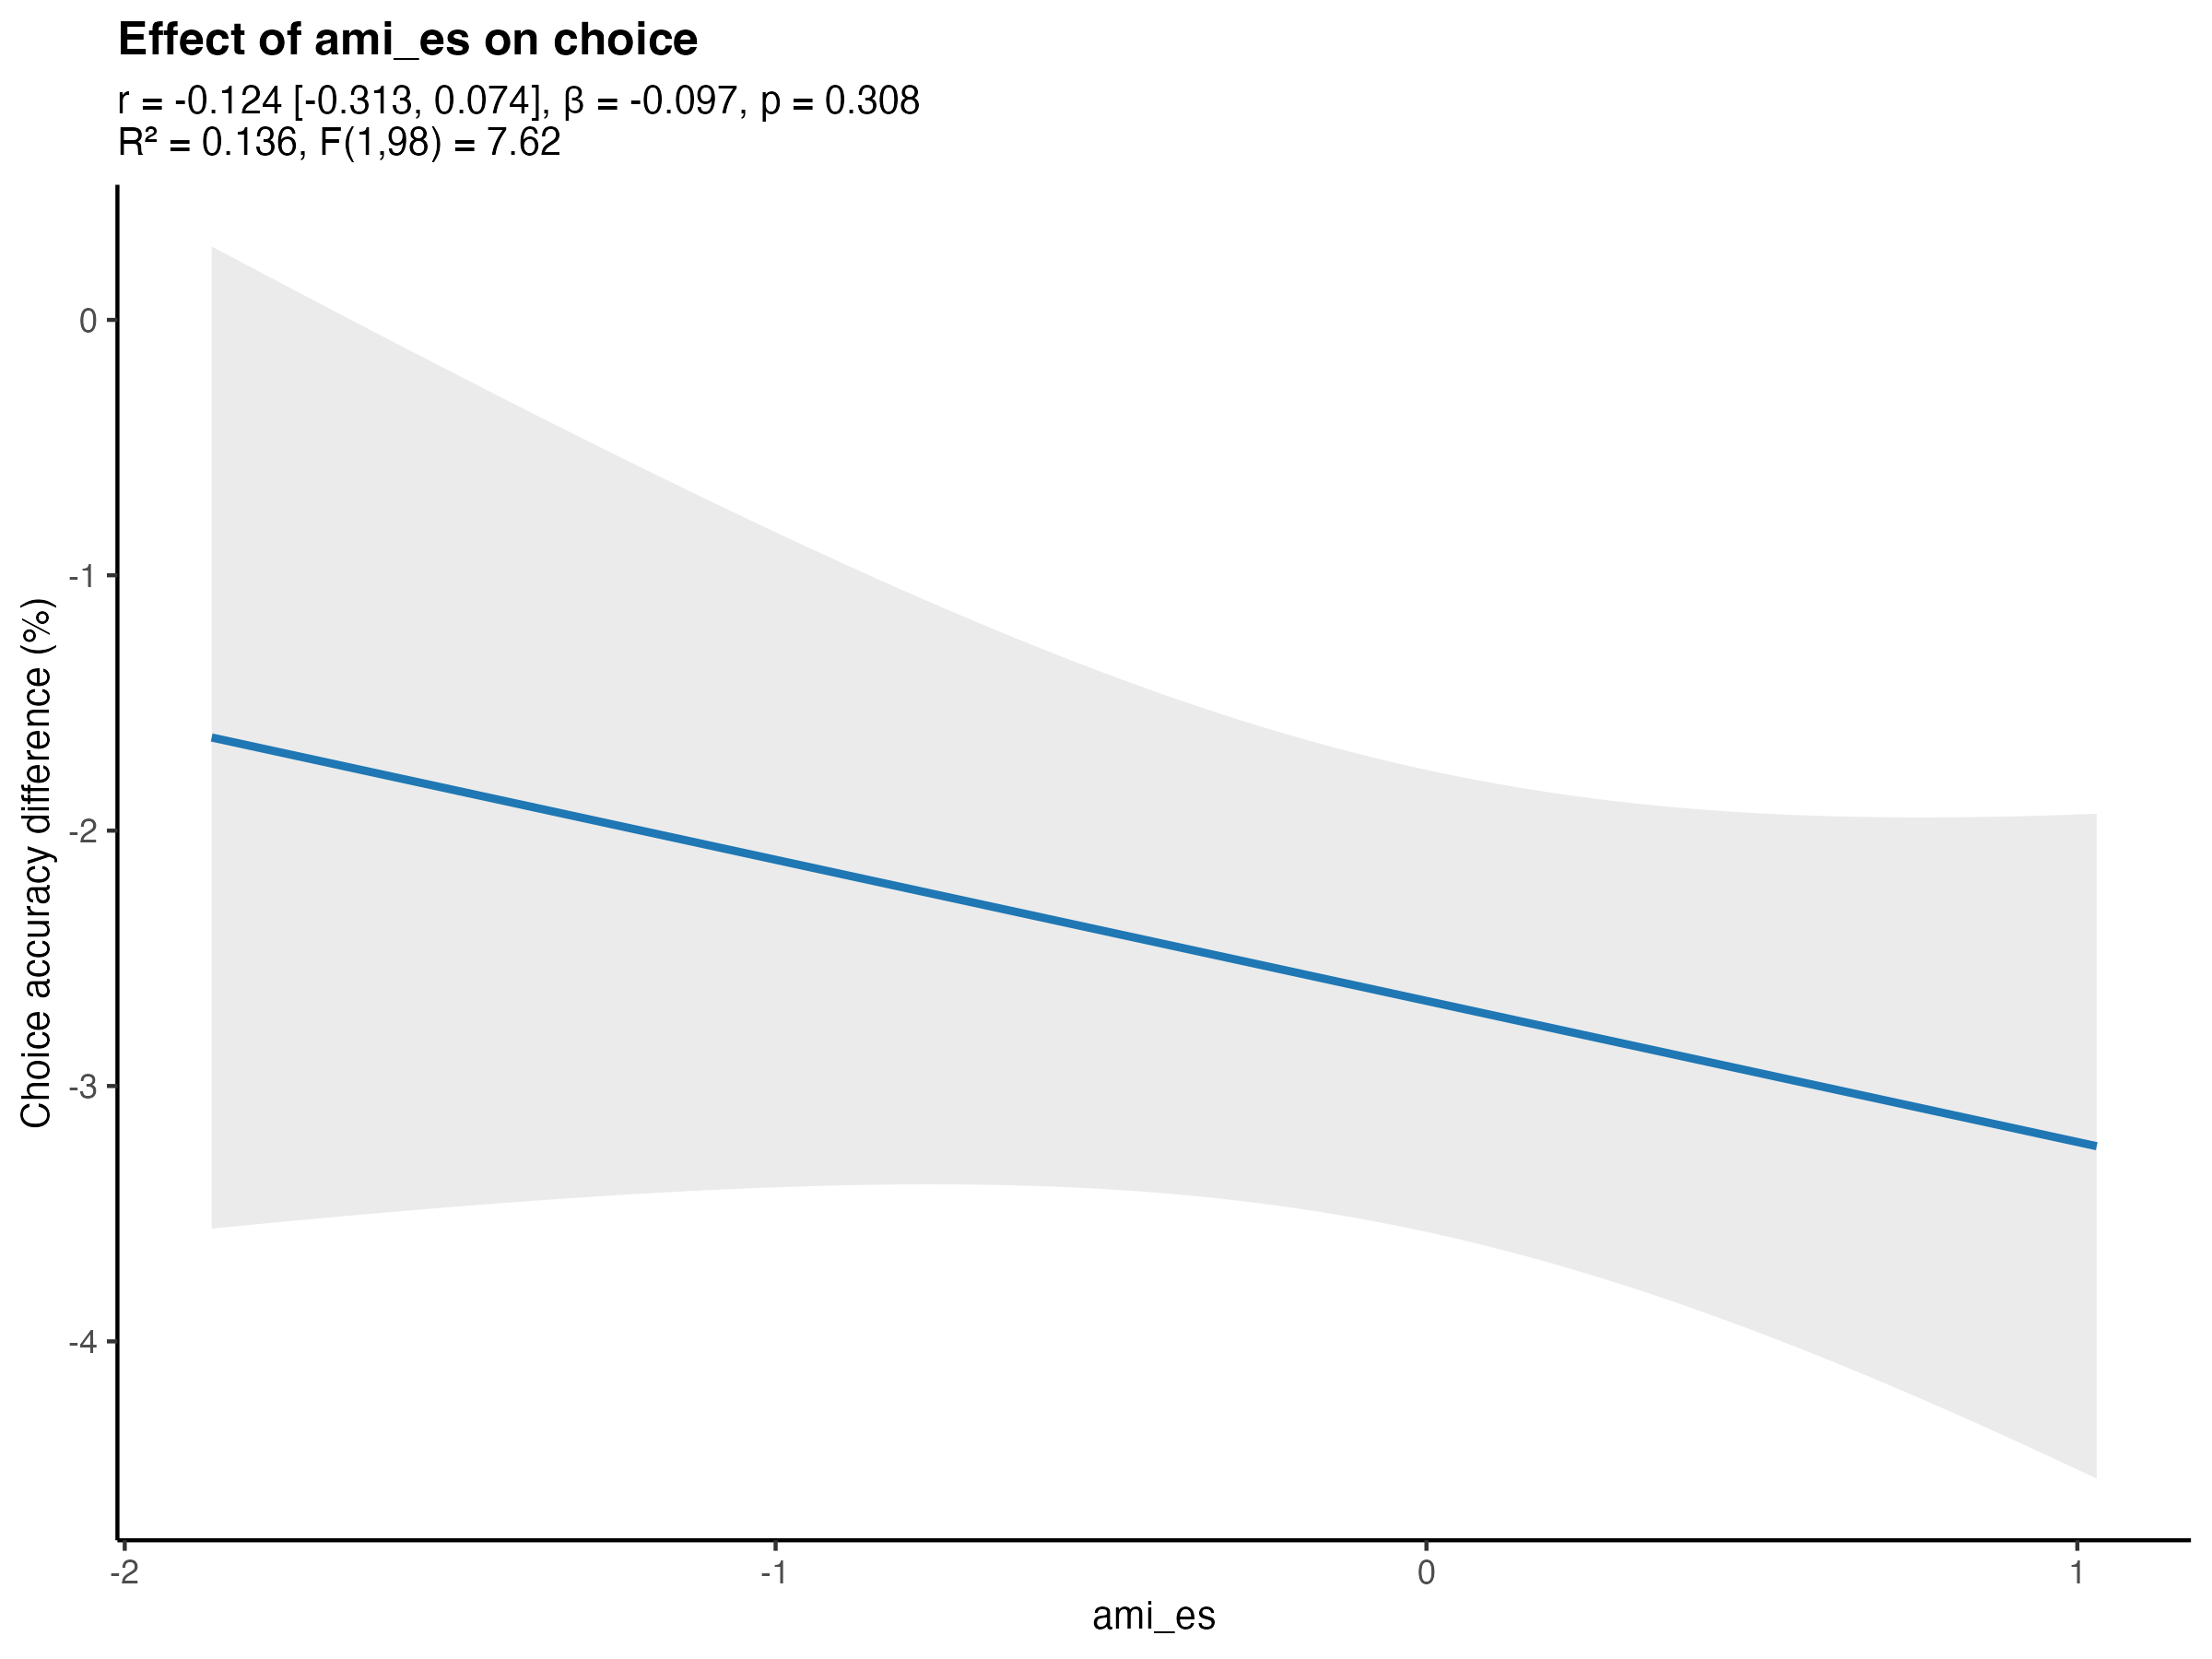 Effect of ami_es on choice
r = -0.124 [-0.313, 0.074], β = -0.097, p = 0.308
R² = 0.136, F(1,98) = 7.62
Choice accuracy difference (%)
0
-1
-2
-3
-4
-2
-1
0
1
ami_es